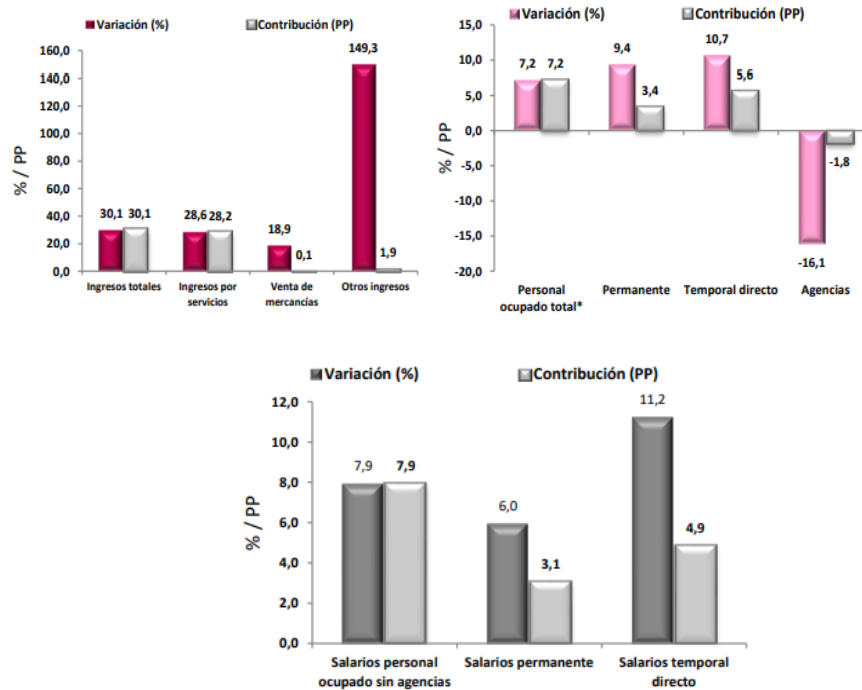 Variación (%) Contribución (PP)
160,0
140,0
120,0
100,0
80,0
60,0
40,0
20,0
0,0
% / PP
30,1 30,1 28,6 28,2 18,9 0,1 149,3 1,9
Ingresos totales Ingresos por servicios Venta de mercancías Otros ingresos
Variación (%) Contribución (PP)
15,0
10,0
5,0
0,0
-5,0
-10,0
-15,0
-20,0
% / PP
7,2 7,2 9,4 3,4 10,7 5,6 -16,1 -1,8
Personal ocupado total* Permanente Temporal directo Agencias
Variación (%) Contribución (PP)
12,0
10,0
8,0
6,0
4,0
2,0
0,0
% / PP
7,9 7,9 6,0 3,1 11,2 4,9
Salarios personal ocupado sin agencias Salarios permanente Salarios temporal directo